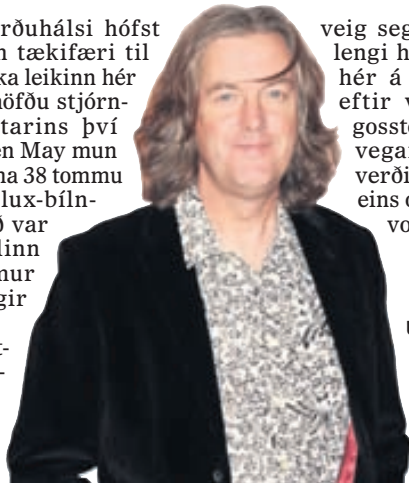 rðuhálsi hófst
n tækifæri til
ka leikinn hér
höfðu stjórn-
tarins því
en May mun
na 38 tommu
lux-bíln-
ð var
linn
mur
gir
t-
-
veig seg
lengi h
hér á
eftir v
gosst
vega
verði
eins o
vo
u